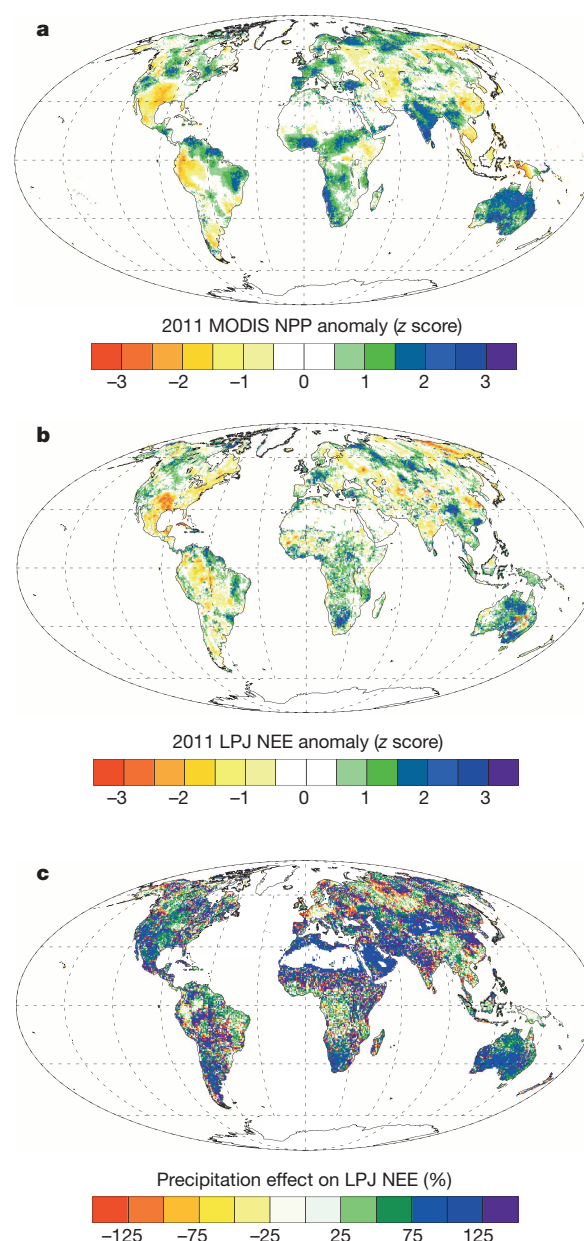 a
2011 MODIS NPP anomaly (z score)
–3 –2 –1 0 1 2 3
b
2011 LPJ NEE anomaly (z score)
–3 –2 –1 0 1 2 3
c
Precipitation effect on LPJ NEE (%)
–125 –75 –25 25 75 125